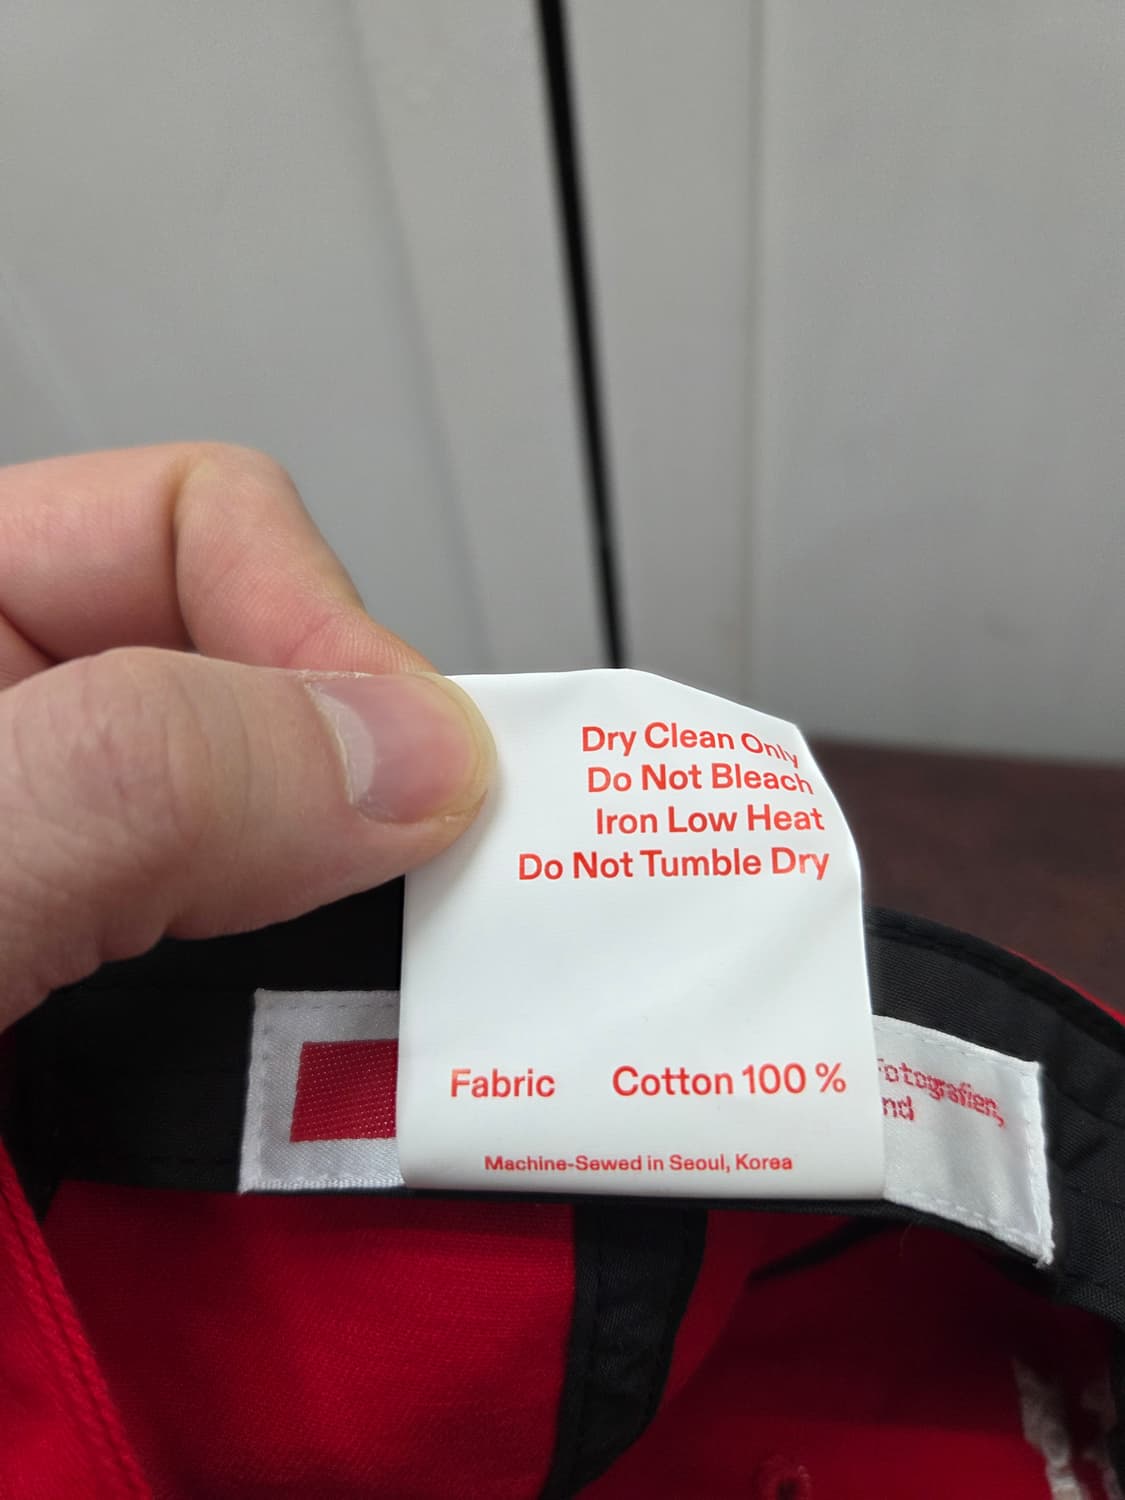 Dry Clean Only
Do Not Bleach
Iron Low Heat
Do Not Tumble Dry
Fabric Cotton 100 %
Machine-Sewed in Seoul, Korea